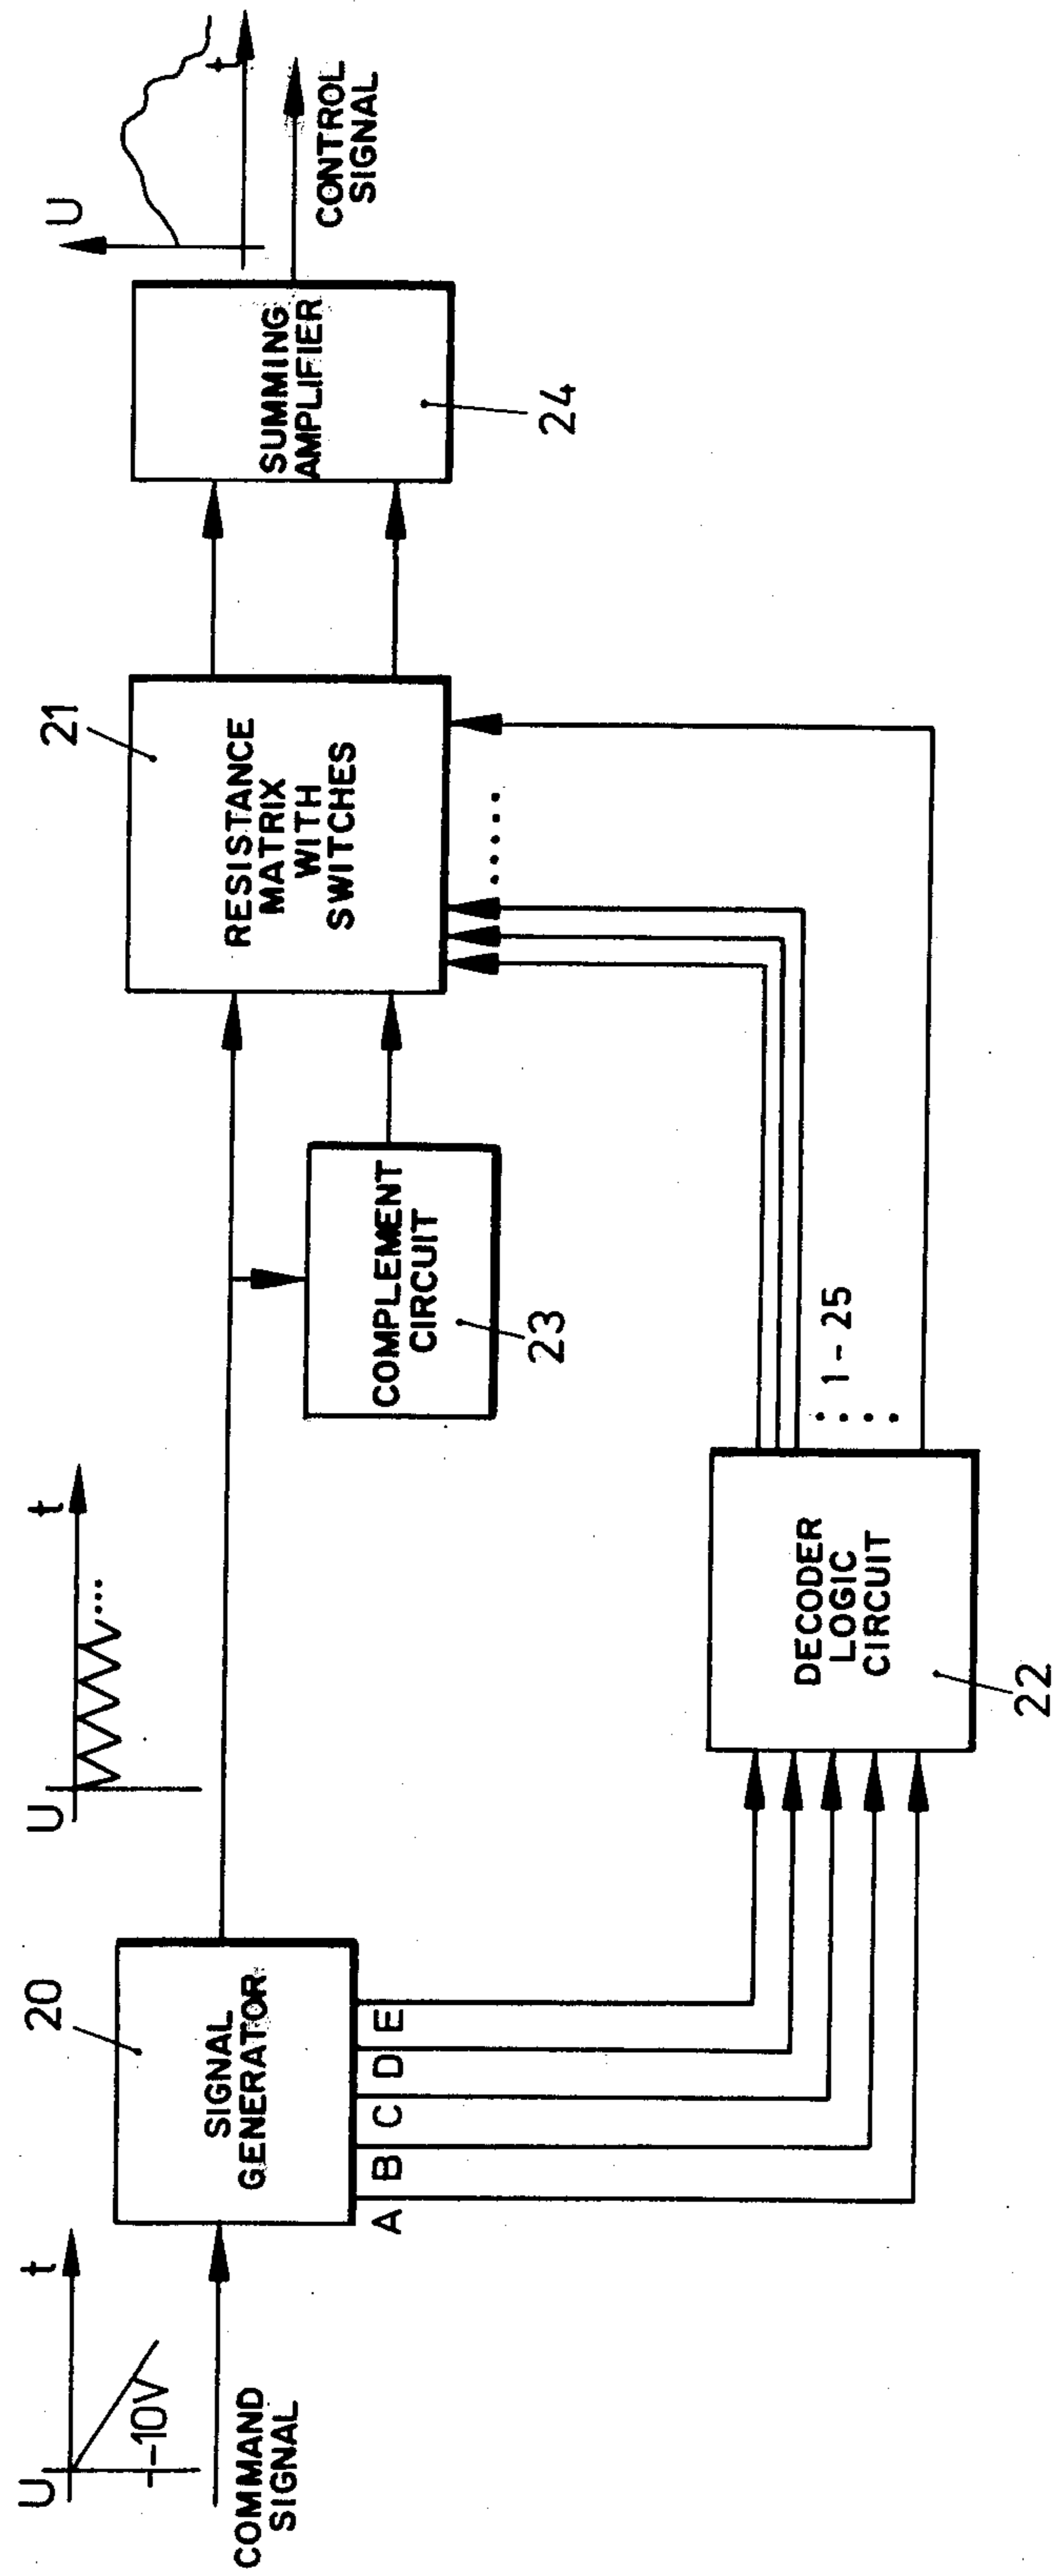 U
t
-10V
COMMAND
SIGNAL
20
SIGNAL
GENERATOR
A B C D E
U
t
...
COMPLEMENT
CIRCUIT
23
21
RESISTANCE
MATRIX
WITH
SWITCHES
.....
DECODER
LOGIC
CIRCUIT
22
1-25
SUMMING
AMPLIFIER
24
U
t
CONTROL
SIGNAL